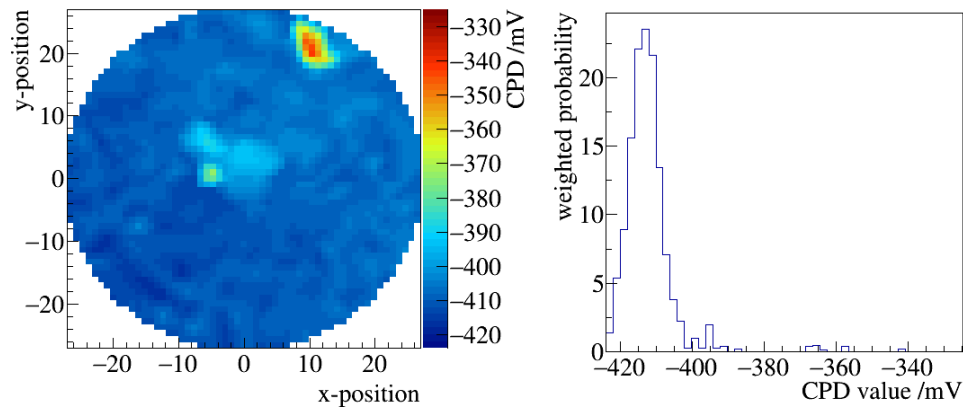 y-position
20
10
0
−10
−20
−20 −10 0 10 20
x-position
CPD /mV
−330
−340
−350
−360
−370
−380
−390
−400
−410
−420
weighted probability
20
15
10
5
0
−420 −400 −380 −360 −340
CPD value /mV